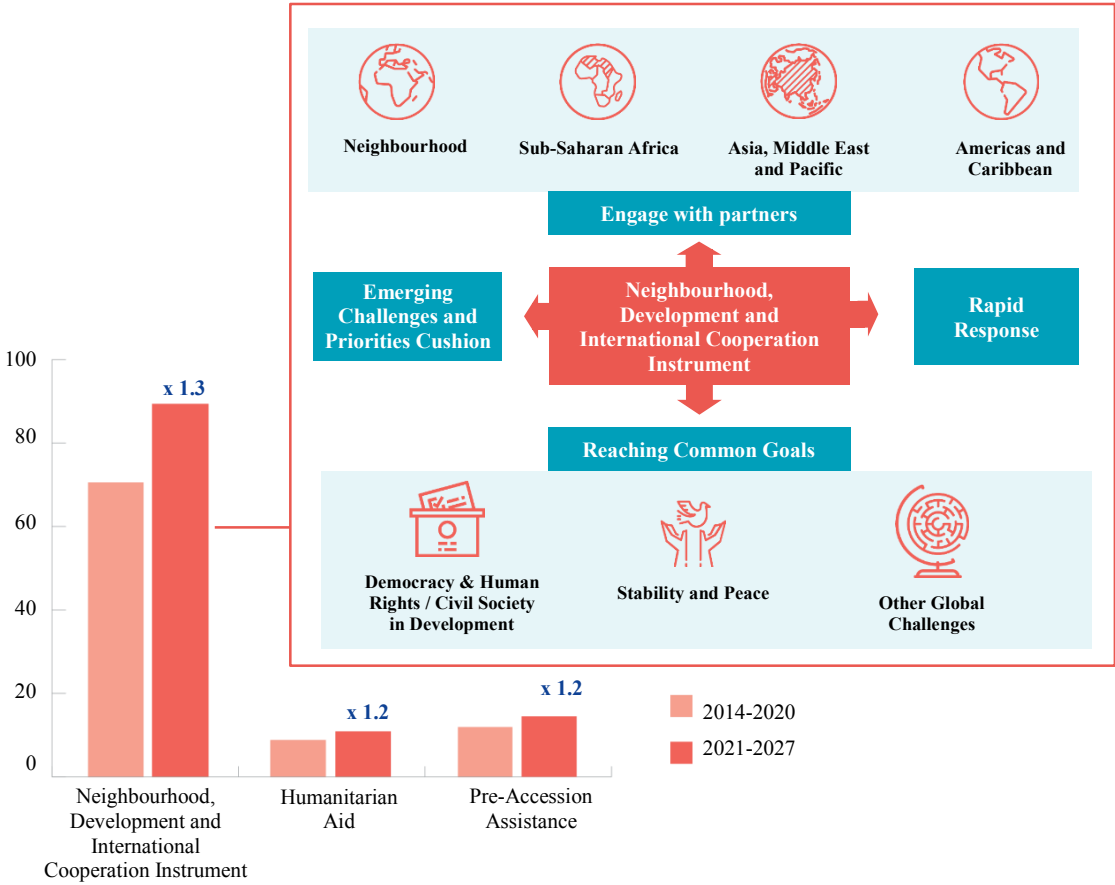 Neighbourhood
Sub-Saharan Africa
Asia, Middle East
and Pacific
Americas and
Caribbean
Engage with partners
Emerging
Challenges and
Priorities Cushion
Neighbourhood,
Development and
International Cooperation
Instrument
Rapid
Response
Reaching Common Goals
Democracy & Human
Rights / Civil Society
in Development
Stability and Peace
Other Global
Challenges
100
80
60
40
20
0
x 1.3
x 1.2
x 1.2
2014-2020
2021-2027
Neighbourhood,
Development and
International
Cooperation Instrument
Humanitarian
Aid
Pre-Accession
Assistance